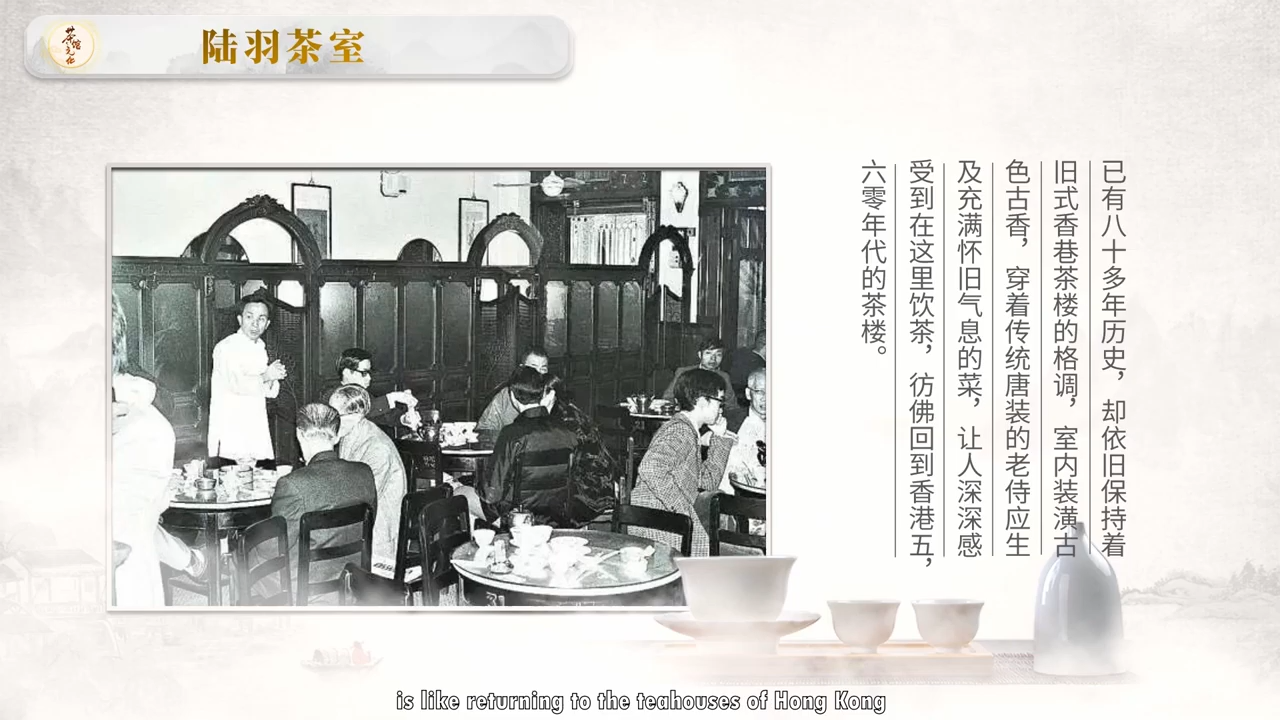 茶馆文化
陆羽茶室
已有八十多年历史，却依旧保持着
旧式香巷茶楼的格调，室内装潢古
色古香，穿着传统唐装的老侍应生
及充满怀旧气息的菜，让人深深感
受到在这里饮茶，彷佛回到香港五，
六零年代的茶楼。
is like returning to the teahouses of Hong Kong